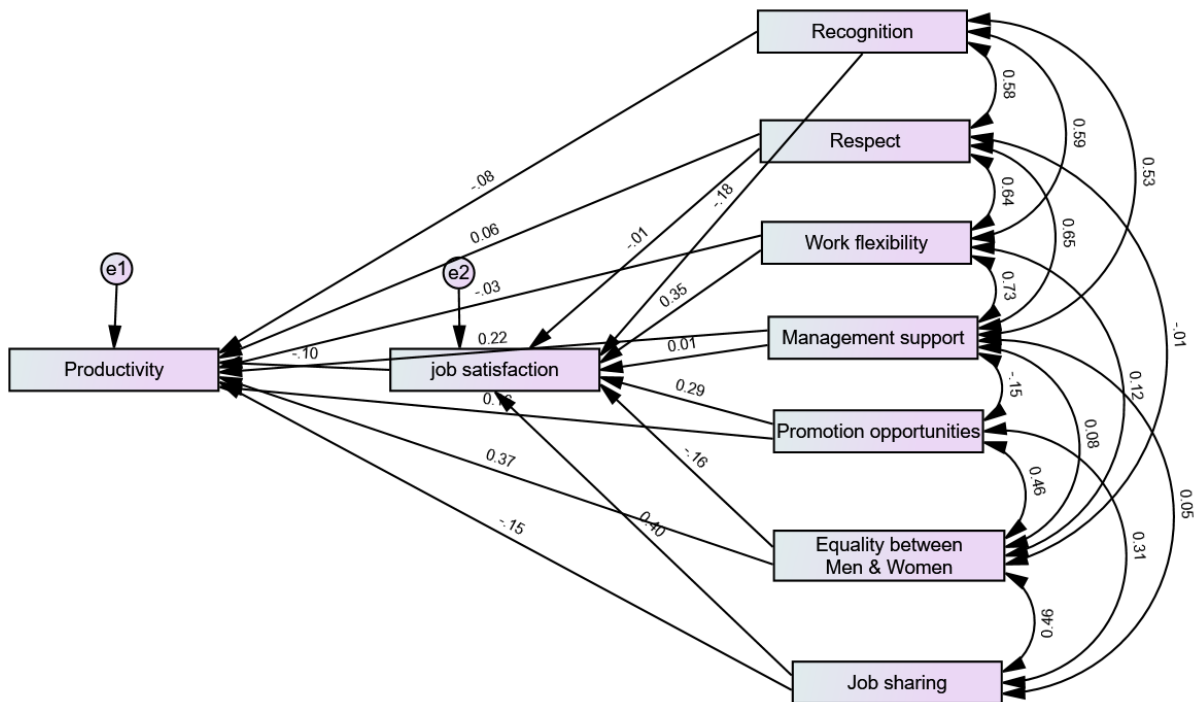 Recognition
0.58
0.59
0.53
-.08
Respect
-.18
0.06
-.01
0.64
0.65
Work flexibility
e1
e2
-.03
0.35
0.73
-.01
Management support
0.22
0.01
-.10
Productivity
job satisfaction
-.15
0.12
0.29
Promotion opportunities
0.08
0.37
-.16
0.46
0.05
0.40
-.15
Equality between
Men & Women
0.31
0.46
Job sharing